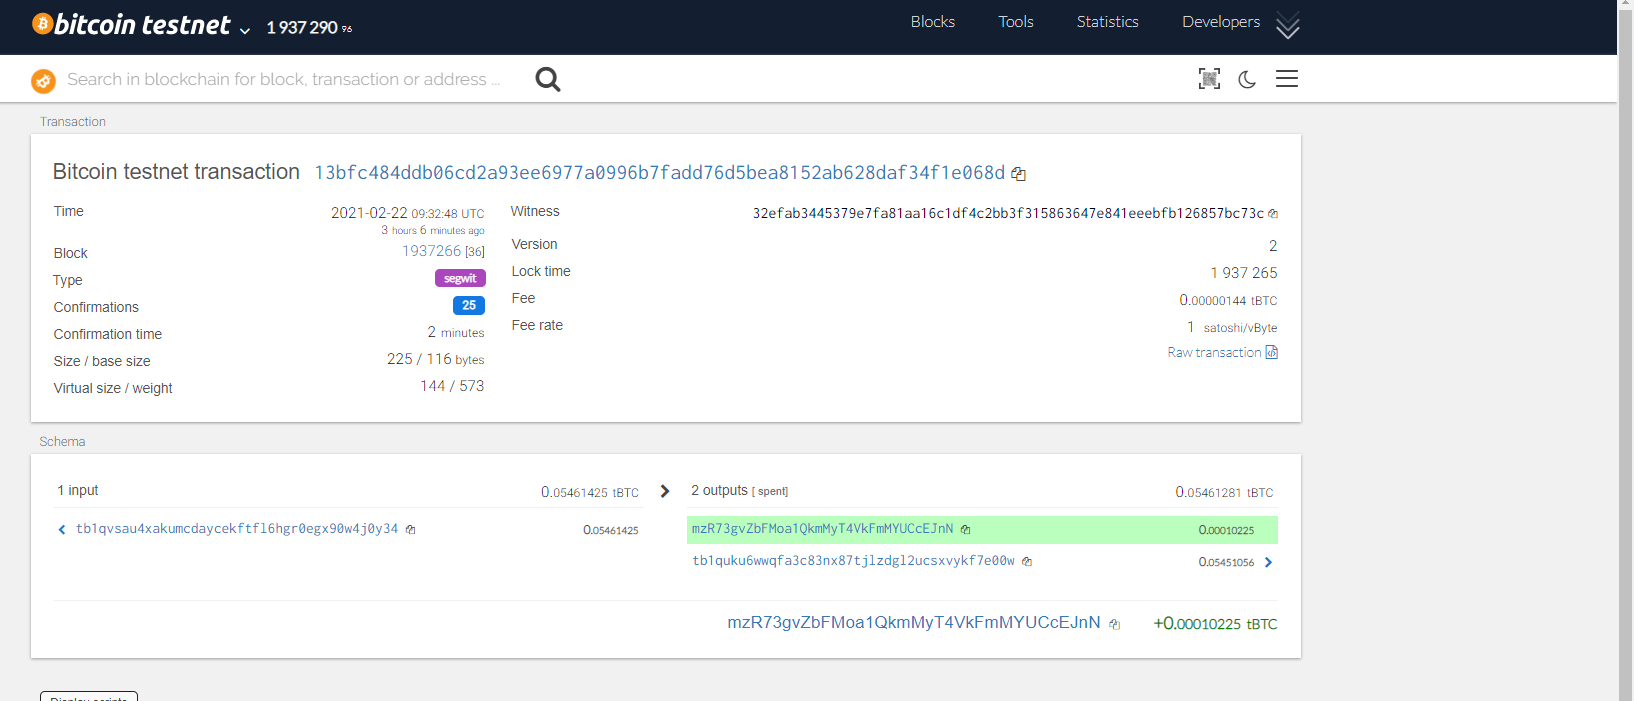 bitcoin testnet 1 937 290 96 Blocks Tools Statistics Developers
Search in blockchain for block, transaction or address ...
Transaction
Bitcoin testnet transaction 13bfc484ddb06cd2a93ee6977a0996b7fadd76d5bea8152ab628daf34f1e068d
Time 2021-02-22 09:32:48 UTC
3 hours 6 minutes ago
Block 1937266 [36]
Type segwit
Confirmations 25
Confirmation time 2 minutes
Size / base size 225 / 116 bytes
Virtual size / weight 144 / 573
Witness 32efab3445379e7fa81aa16c1df4c2bb3f315863647e841eeebfb126857bc73c
Version 2
Lock time 1 937 265
Fee 0.00000144 tBTC
Fee rate 1 satoshi/vByte
Raw transaction
Schema
1 input 0.05461425 tBTC
tb1qvsau4xakumcdaycekftfl6hgr0egx90w4j0y34 0.05461425
2 outputs [ spent] 0.05461281 tBTC
mzR73gvZbFMoa1QkmMyT4VkFmMYUCcEJnN 0.00010225
tb1quku6wwqfa3c83nx87tjlzdgl2ucsxvykf7e00w 0.05451056
mzR73gvZbFMoa1QkmMyT4VkFmMYUCcEJnN +0.00010225 tBTC
Display scripts